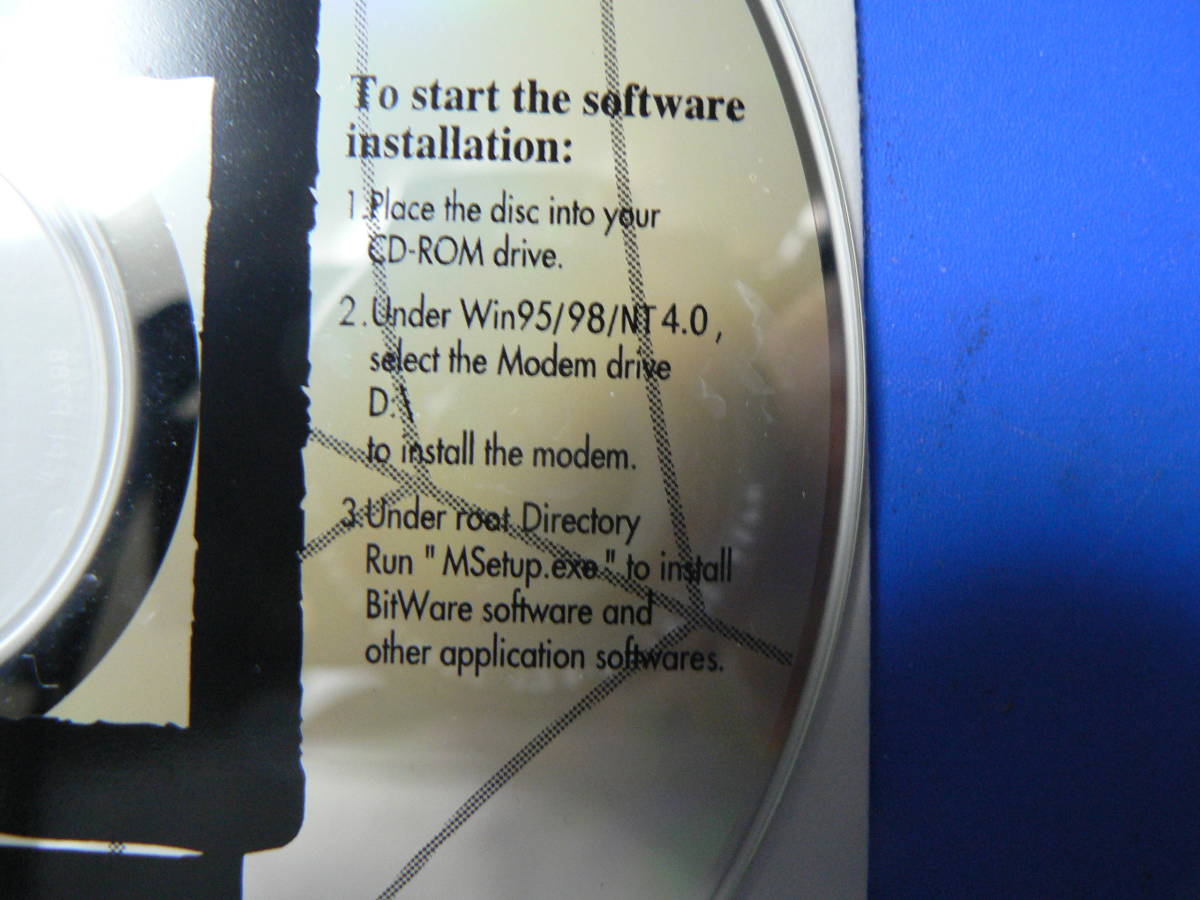 To start the software
installation:
1.Place the disc into your
CD-ROM drive.
2.Under Win95/98/NT 4.0,
select the Modem drive
D:\
to install the modem.
3.Under root Directory
Run "MSetup.exe" to install
BitWare software and
other application softwares.